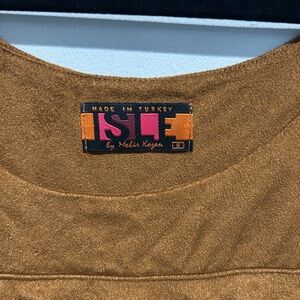 MADE IN TURKEY
ISLE
by Melis Kozan